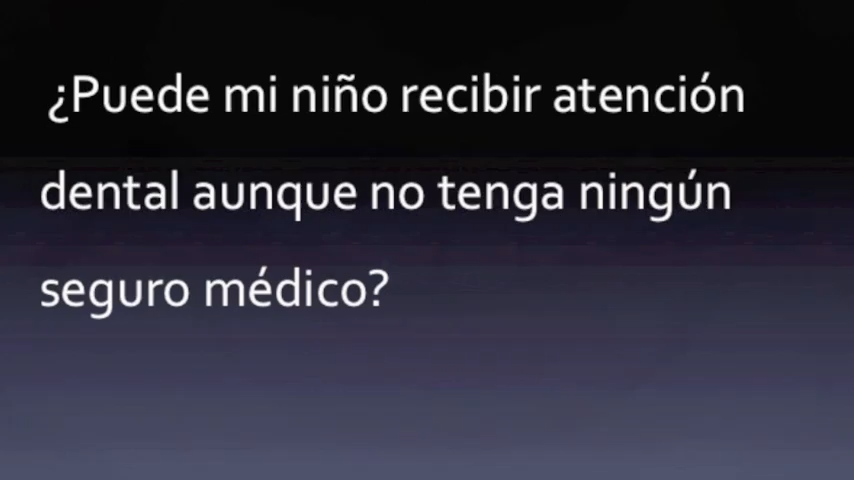 ¿Puede mi niño recibir atención
dental aunque no tenga ningún
seguro médico?